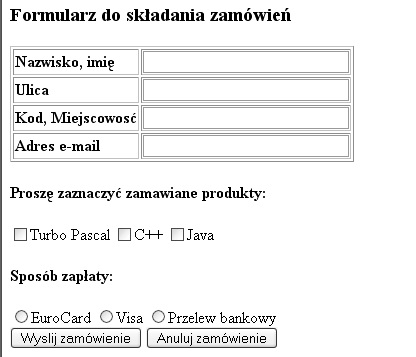 Formularz do składania zamówień
Nazwisko, imię
Ulica
Kod, Miejscowosć
Adres e-mail
Proszę zaznaczyć zamawiane produkty:
Turbo Pascal C++ Java
Sposób zapłaty:
EuroCard Visa Przelew bankowy
Wyslij zamówienie Anuluj zamówienie